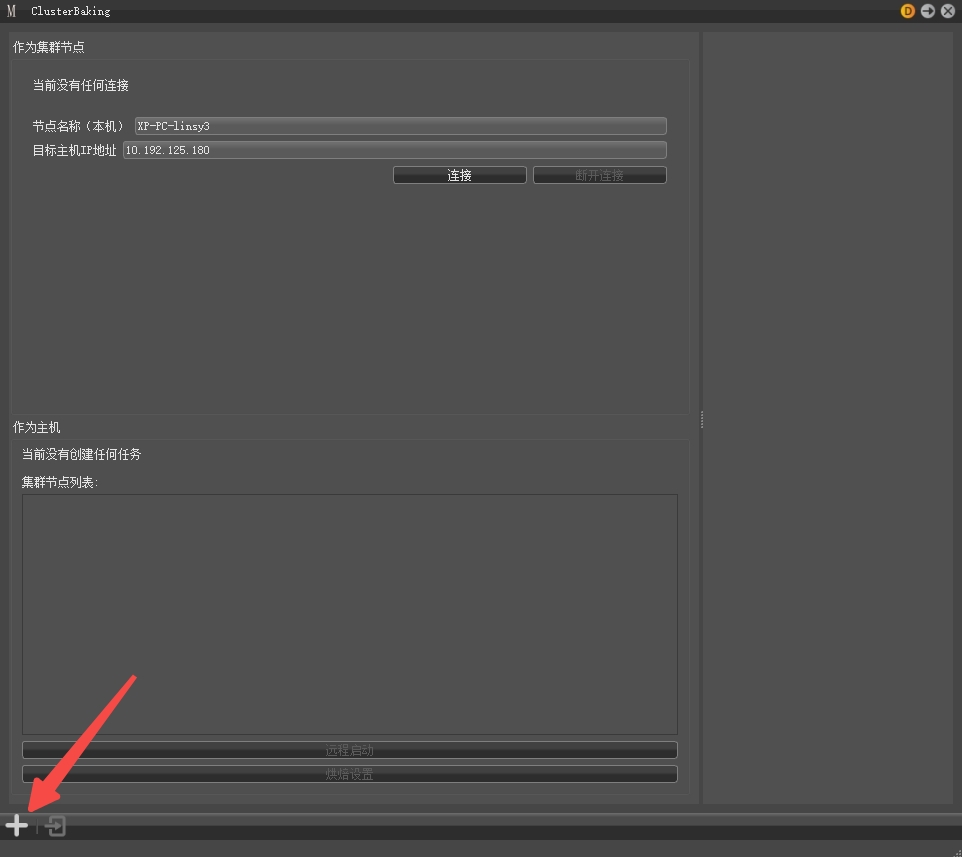 M ClusterBaking D
作为集群节点
当前没有任何连接
节点名称（本机） XP-PC-linsy3
目标主机IP地址 10.192.125.180
连接 断开连接
作为主机
当前没有创建任何任务
集群节点列表:
远程启动
烘焙设置